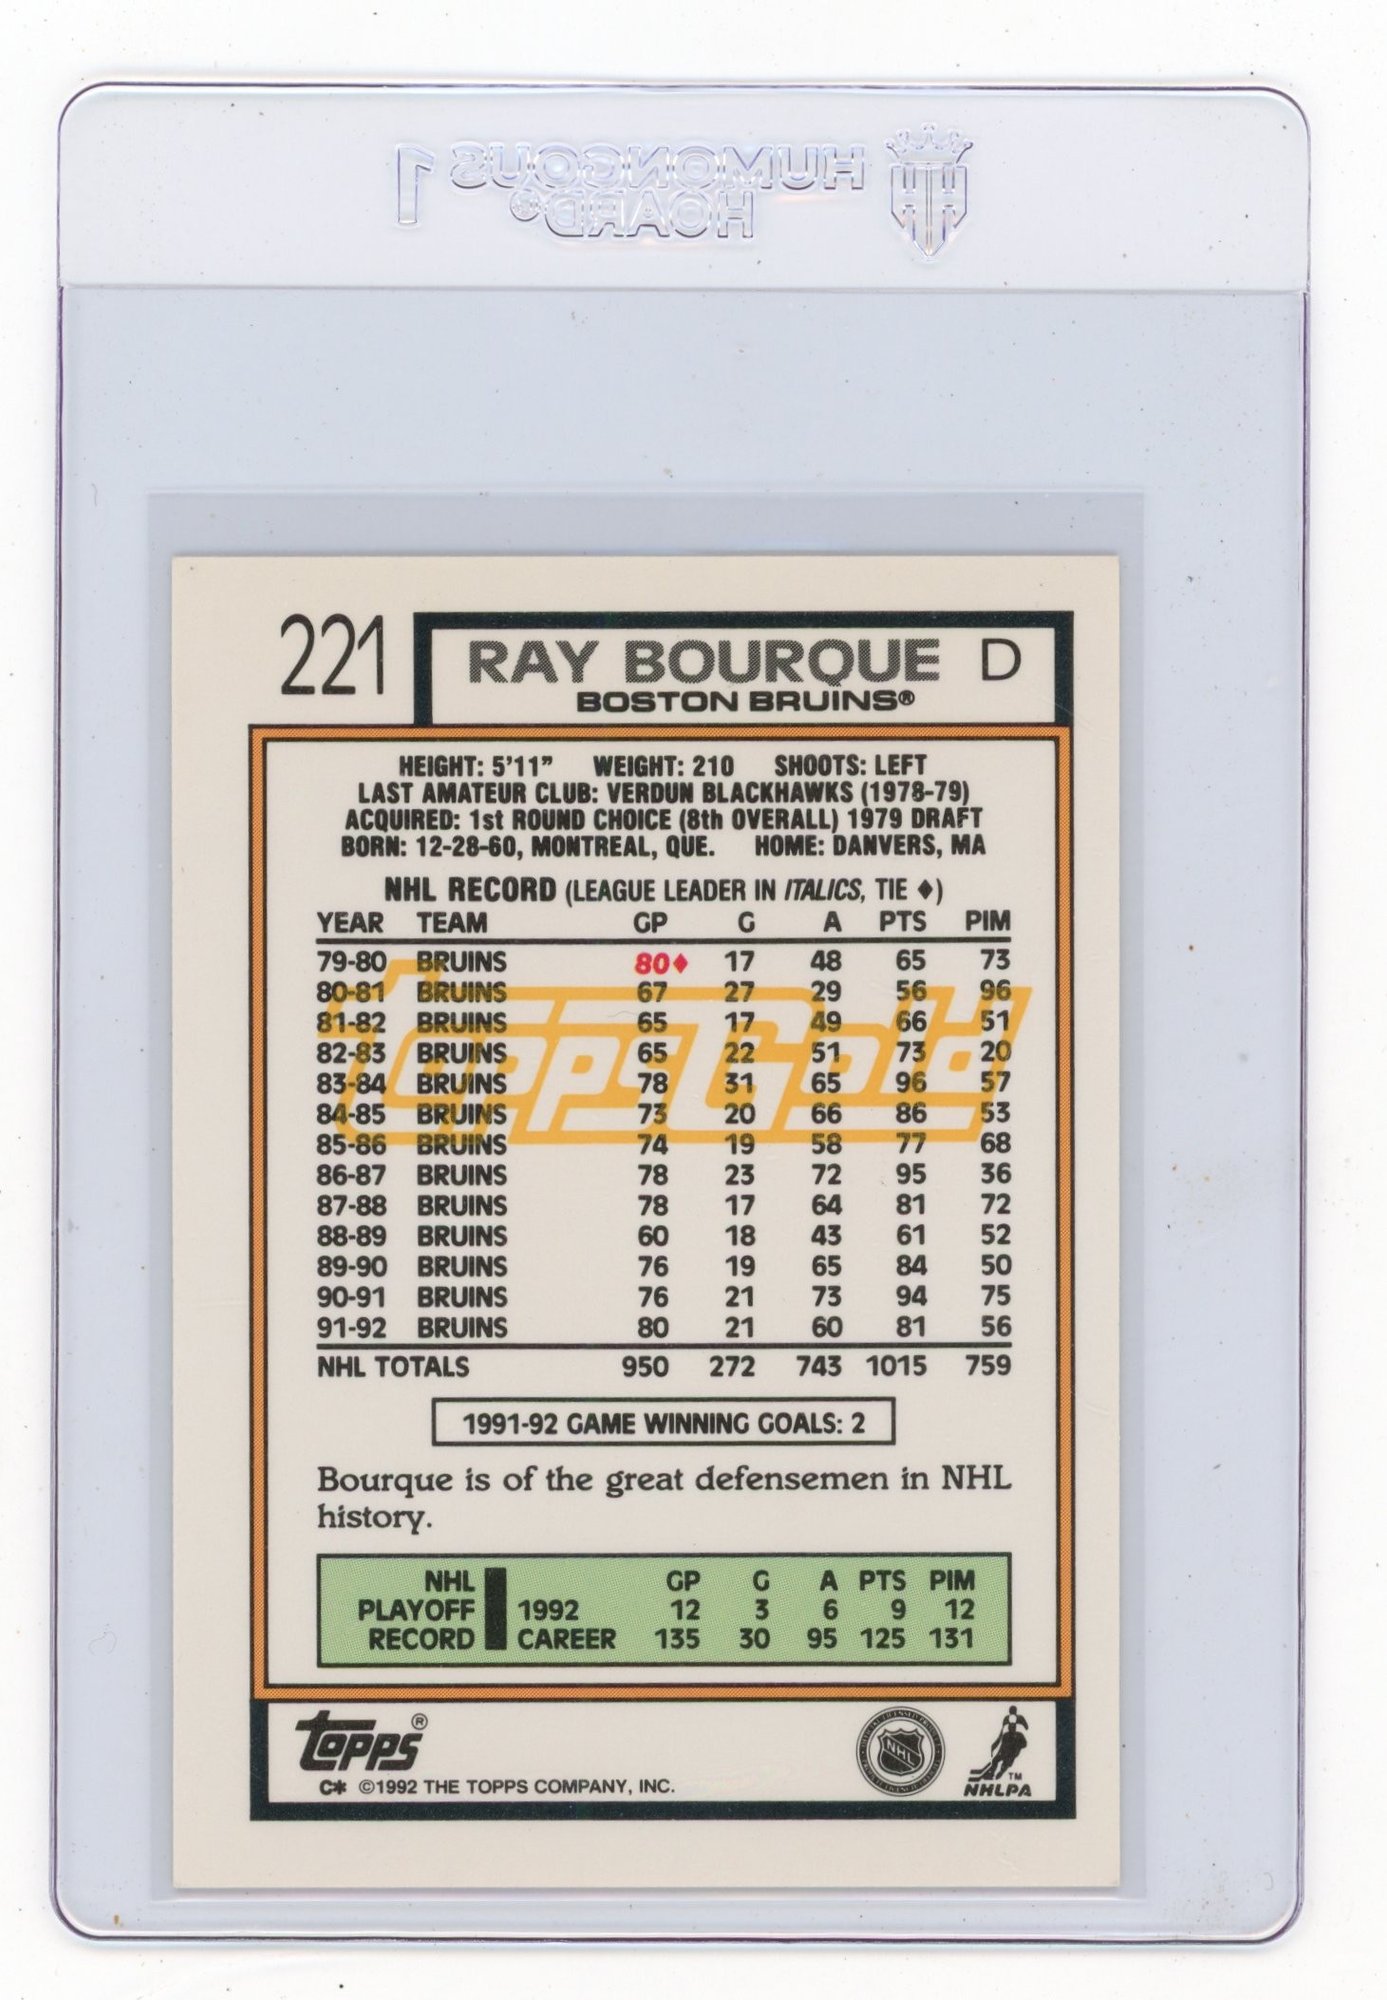 HUMONGOUS 1
HOARD®
HH
221
RAY BOURQUE D
BOSTON BRUINS®
HEIGHT: 5'11" WEIGHT: 210 SHOOTS: LEFT
LAST AMATEUR CLUB: VERDUN BLACKHAWKS (1978-79)
ACQUIRED: 1st ROUND CHOICE (8th OVERALL) 1979 DRAFT
BORN: 12-28-60, MONTREAL, QUE. HOME: DANVERS, MA
NHL RECORD (LEAGUE LEADER IN ITALICS, TIE ♦)
YEAR TEAM GP G A PTS PIM
79-80 BRUINS 80♦ 17 48 65 73
80-81 BRUINS 67 27 29 56 96
81-82 BRUINS 65 17 49 66 51
82-83 BRUINS 65 22 51 73 20
83-84 BRUINS 78 31 65 96 57
84-85 BRUINS 73 20 66 86 53
85-86 BRUINS 74 19 58 77 68
86-87 BRUINS 78 23 72 95 36
87-88 BRUINS 78 17 64 81 72
88-89 BRUINS 60 18 43 61 52
89-90 BRUINS 76 19 65 84 50
90-91 BRUINS 76 21 73 94 75
91-92 BRUINS 80 21 60 81 56
NHL TOTALS 950 272 743 1015 759
ToppsGold
1991-92 GAME WINNING GOALS: 2
Bourque is of the great defensemen in NHL
history.
NHL GP G A PTS PIM
PLAYOFF 1992 12 3 6 9 12
RECORD CAREER 135 30 95 125 131
Topps®
C* ©1992 THE TOPPS COMPANY, INC.
NHL
NHLPA™